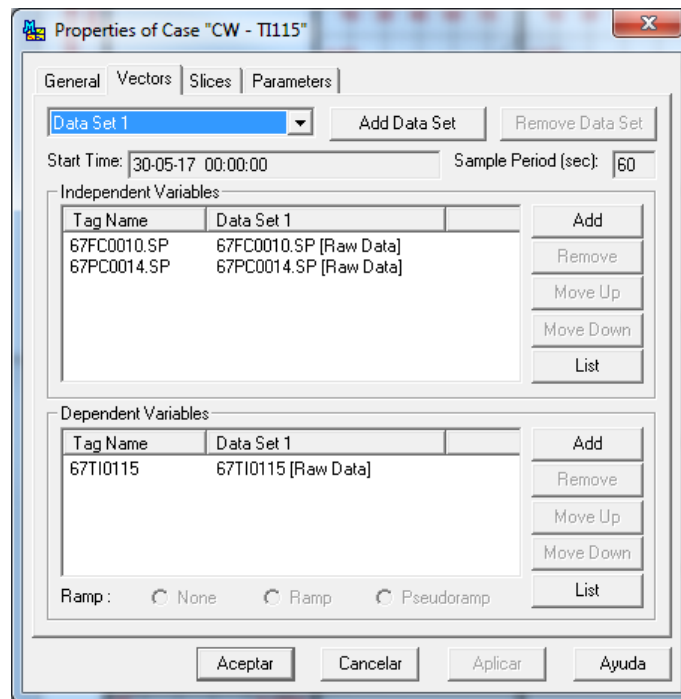 Properties of Case "CW - TI115"
x
General Vectors Slices Parameters
Data Set 1 Add Data Set Remove Data Set
Start Time: 30-05-17 00:00:00 Sample Period (sec): 60
Independent Variables
Tag Name Data Set 1 Add
67FC0010.SP 67FC0010.SP [Raw Data]
Remove
67PC0014.SP 67PC0014.SP [Raw Data]
Move Up
Move Down
List
Dependent Variables
Tag Name Data Set 1 Add
67TI0115 67TI0115 [Raw Data]
Remove
Move Up
Move Down
Ramp : None Ramp Pseudoramp List
Aceptar Cancelar Aplicar Ayuda